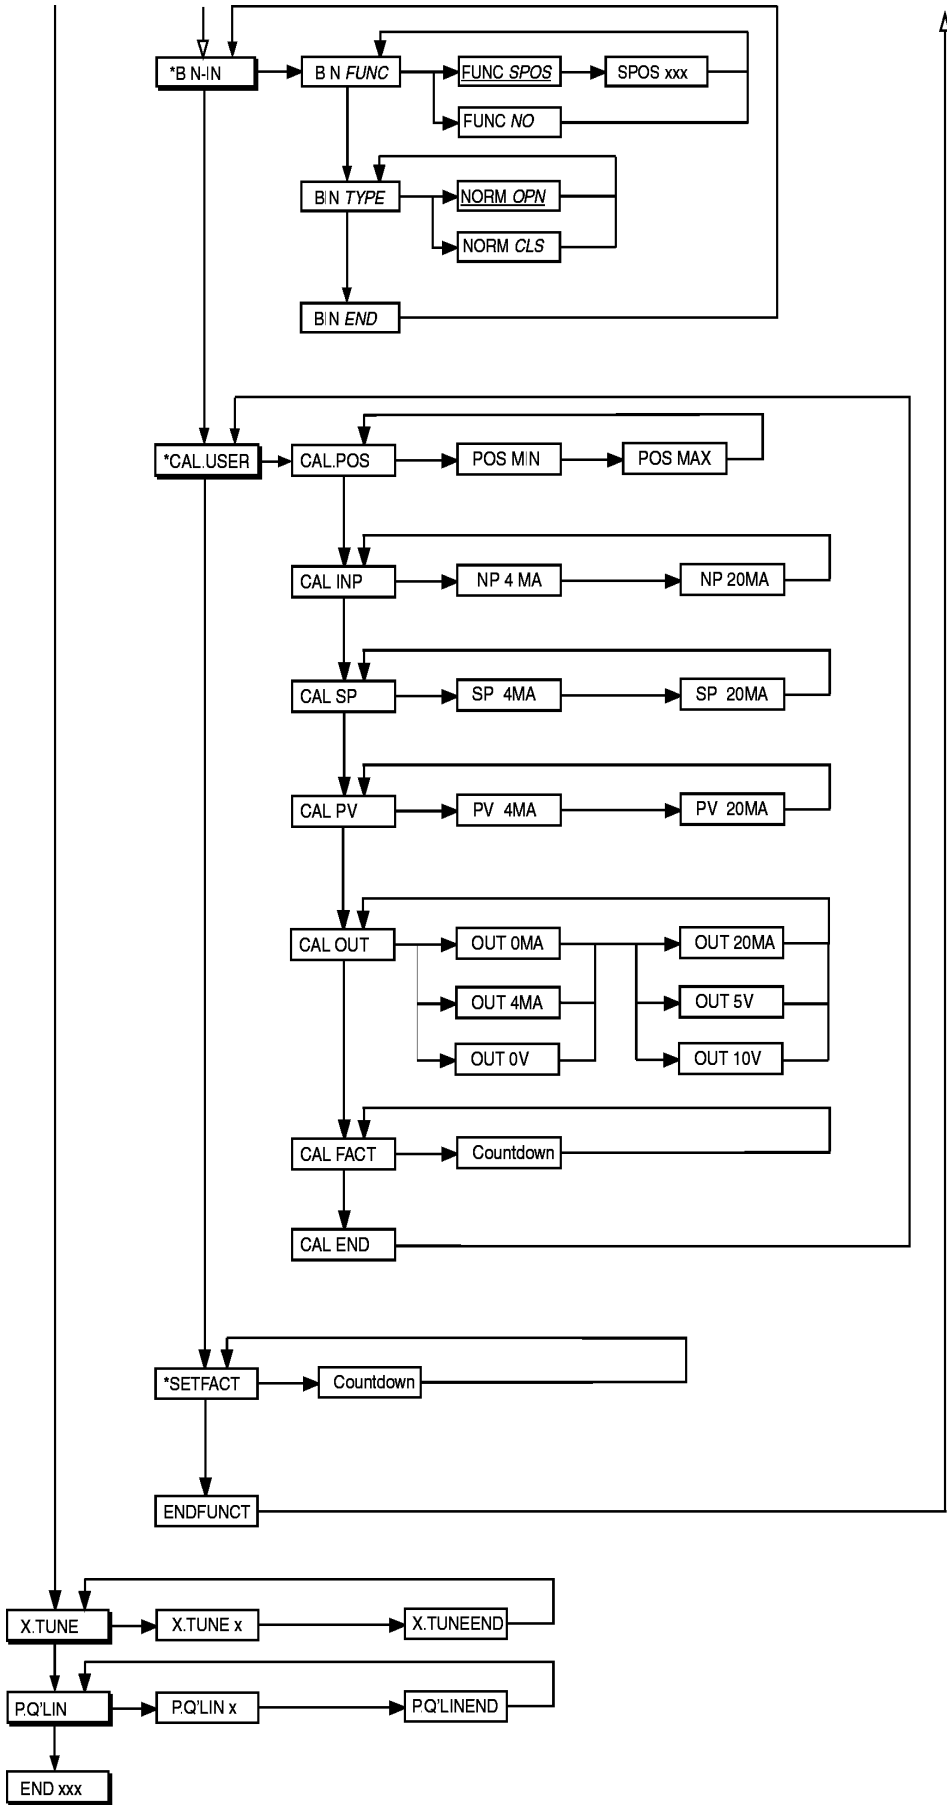 *B N-IN
B N FUNC
FUNC SPOS
SPOS xxx
FUNC NO
BIN TYPE
NORM OPN
NORM CLS
BIN END
*CAL.USER
CAL.POS
POS MIN
POS MAX
CAL INP
NP 4 MA
NP 20MA
CAL SP
SP 4MA
SP 20MA
CAL PV
PV 4MA
PV 20MA
CAL OUT
OUT 0MA
OUT 20MA
OUT 4MA
OUT 5V
OUT 0V
OUT 10V
CAL FACT
Countdown
CAL END
*SETFACT
Countdown
ENDFUNCT
X.TUNE
X.TUNE x
X.TUNEEND
P.Q'LIN
P.Q'LIN x
P.Q'LINEND
END xxx